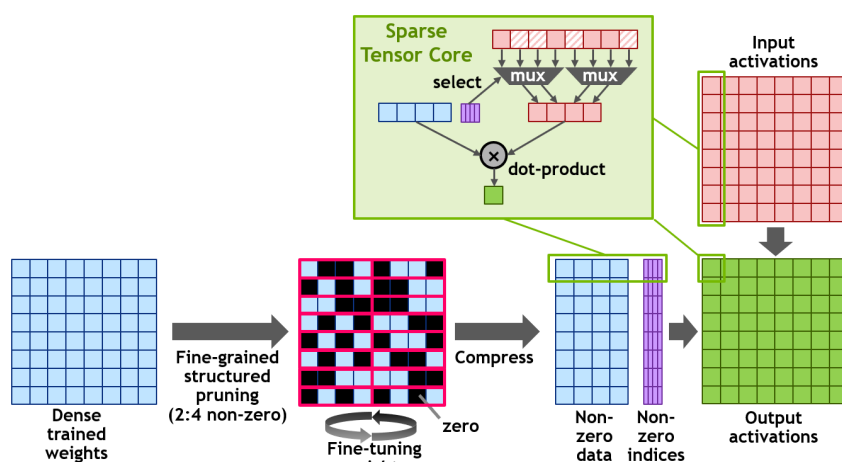 Sparse
Tensor Core
mux
mux
select
dot-product
Input
activations
Dense
trained
weights
Fine-grained
structured
pruning
(2:4 non-zero)
zero
Fine-tuning
Compress
Non-
zero
data
Non-
zero
indices
Output
activations